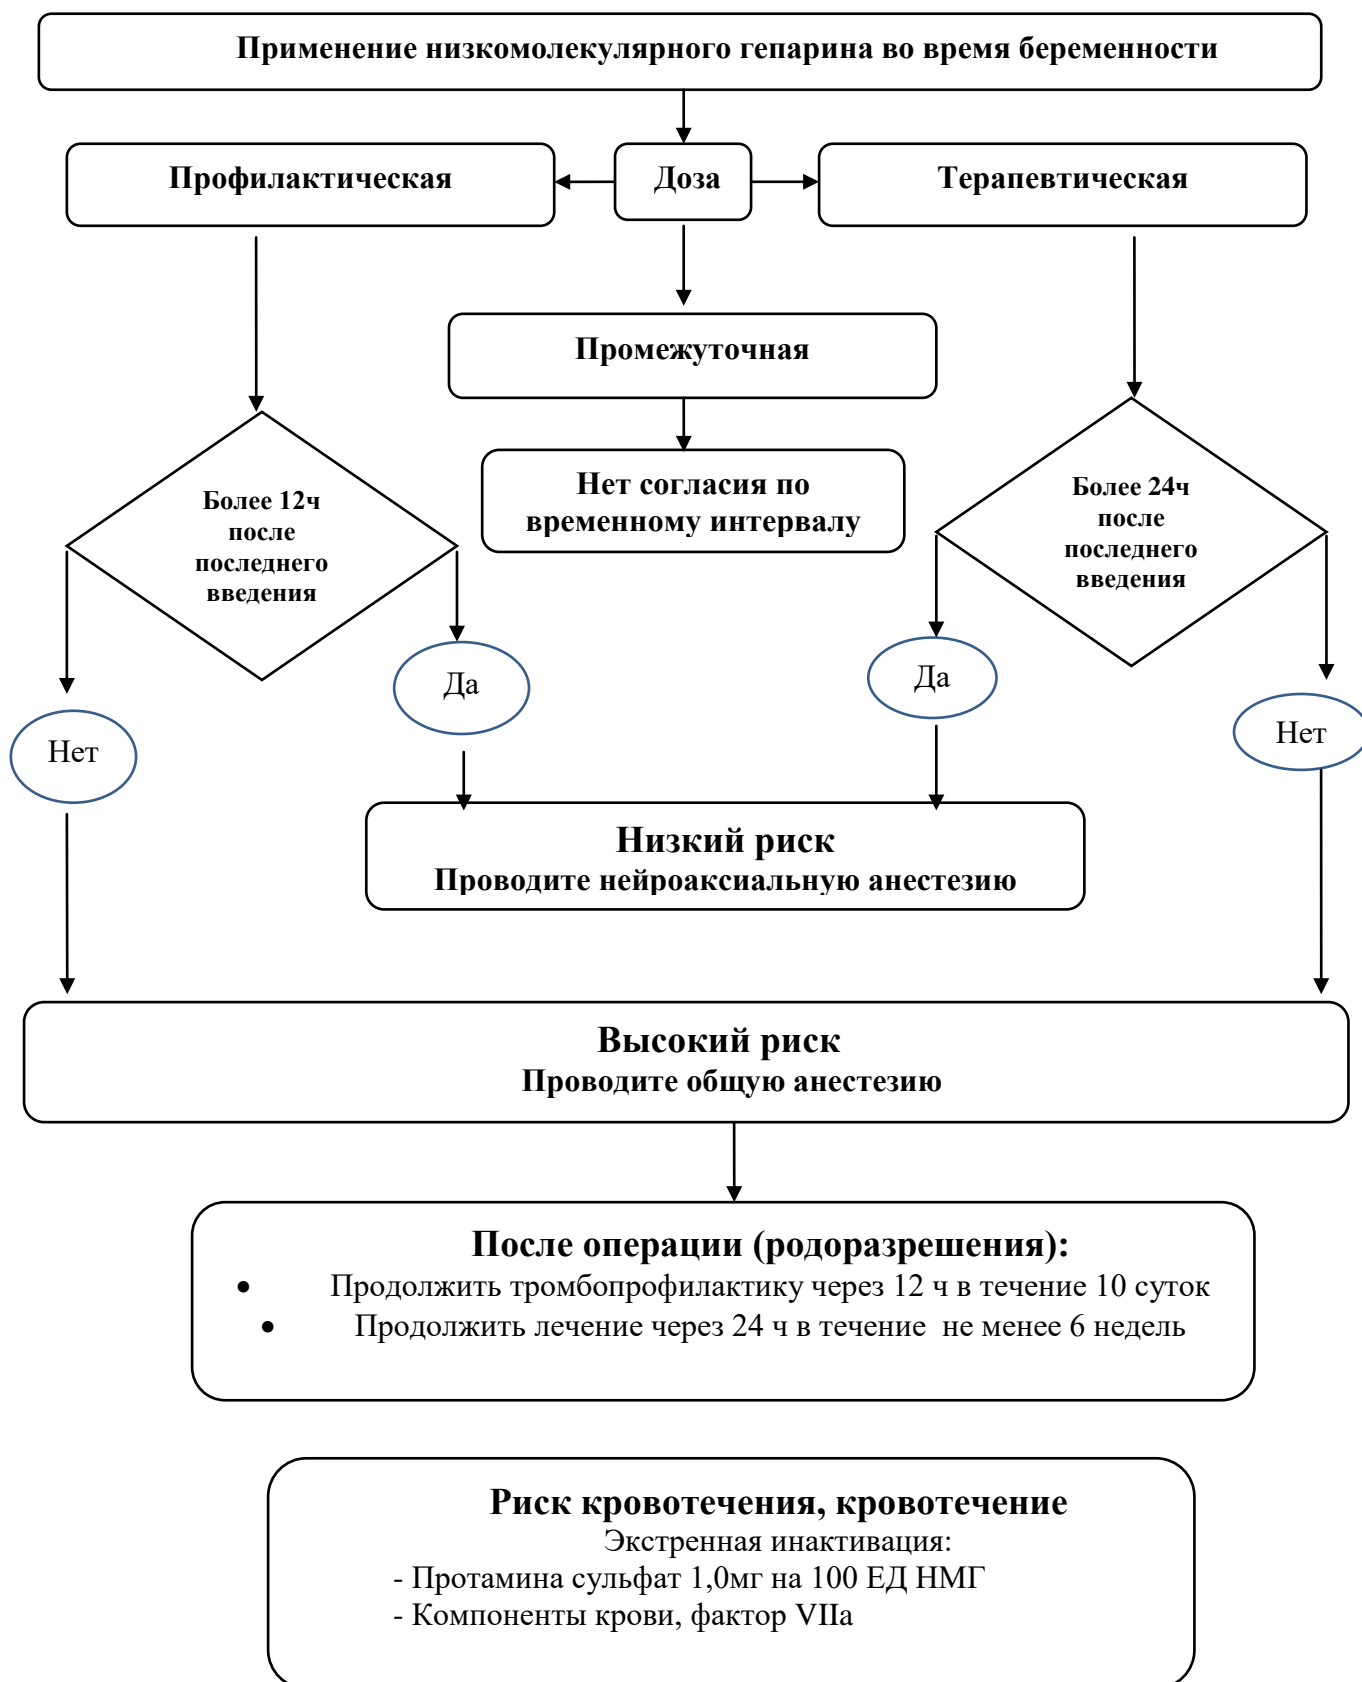 Применение низкомолекулярного гепарина во время беременности
Профилактическая
Доза
Терапевтическая
Промежуточная
Нет согласия по
временному интервалу
Более 12ч
после
последнего
введения
Более 24ч
после
последнего
введения
Да
Да
Нет
Нет
Низкий риск
Проводите нейроаксиальную анестезию
Высокий риск
Проводите общую анестезию
После операции (родоразрешения):
• Продолжить тромбопрофилактику через 12 ч в течение 10 суток
• Продолжить лечение через 24 ч в течение не менее 6 недель
Риск кровотечения, кровотечение
Экстренная инактивация:
- Протамина сульфат 1,0мг на 100 ЕД НМГ
- Компоненты крови, фактор VIIa